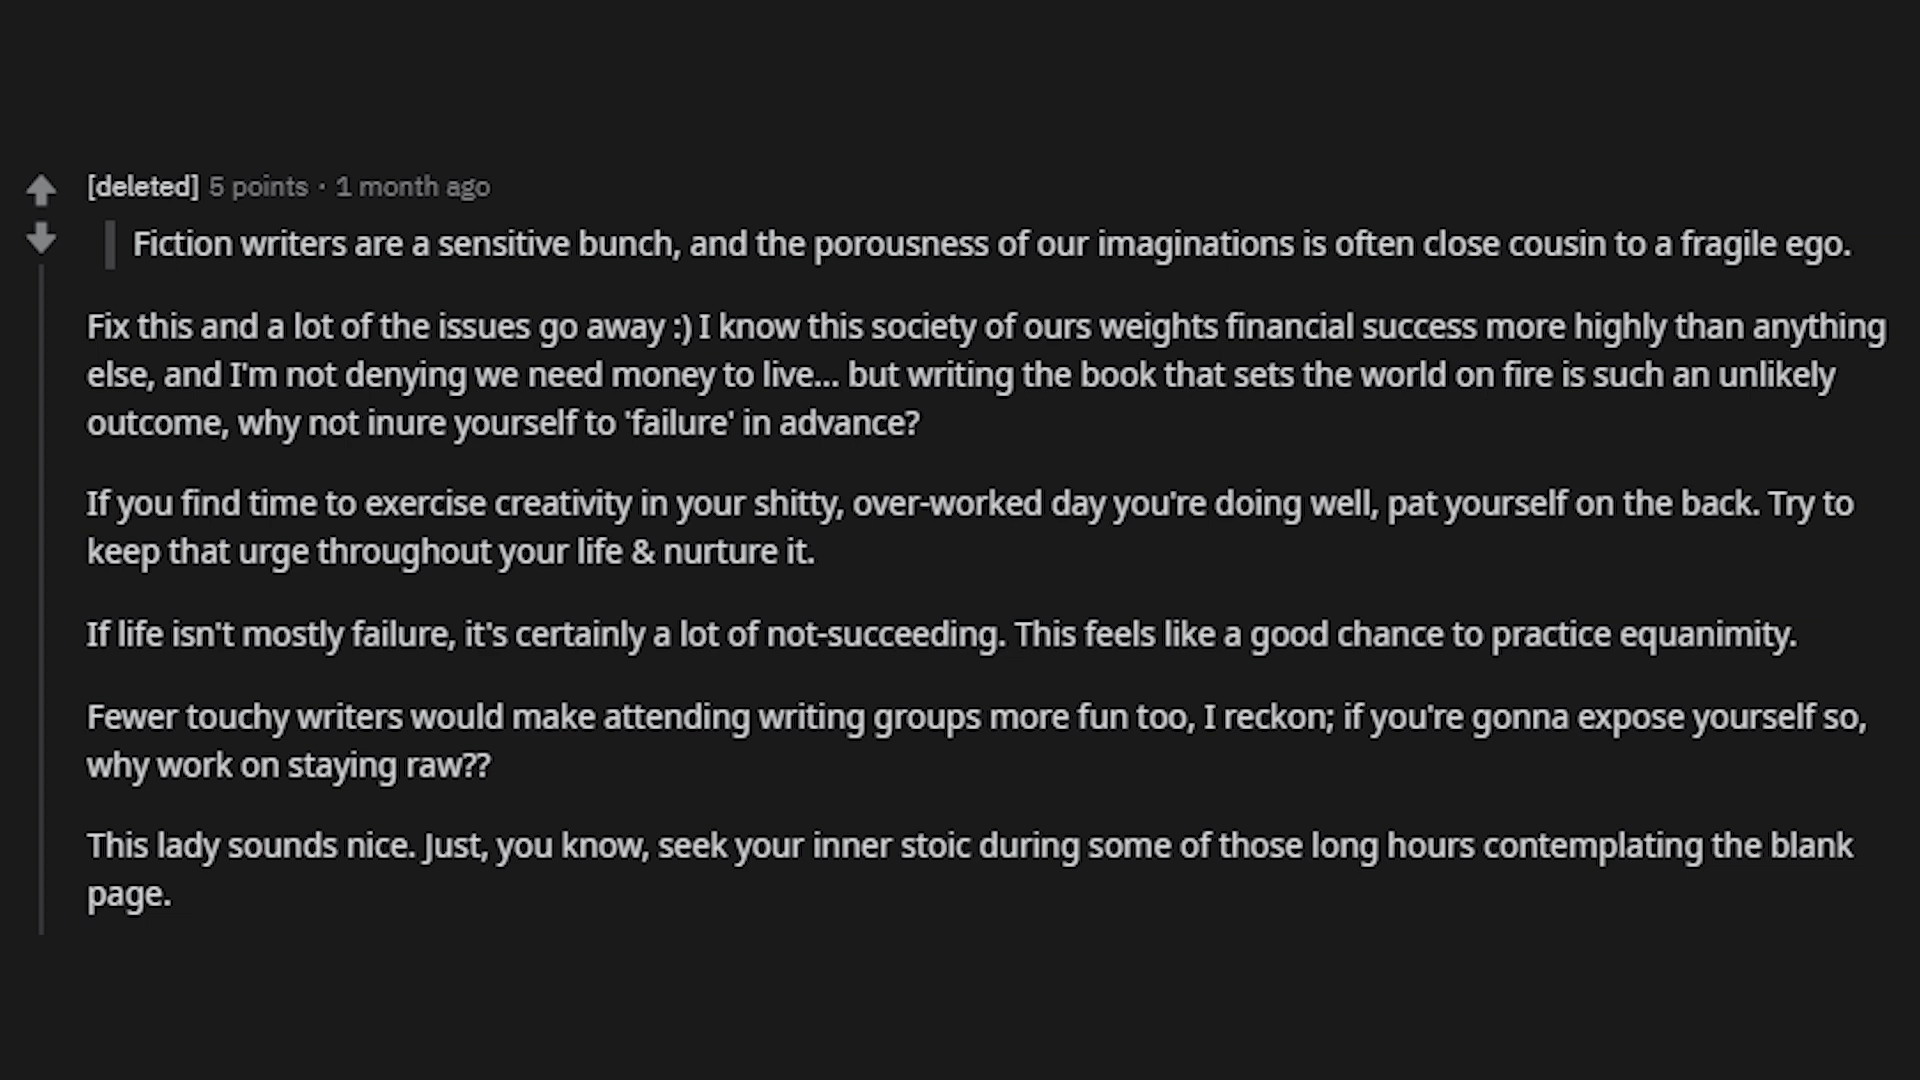 [deleted] 5 points · 1 month ago
Fiction writers are a sensitive bunch, and the porousness of our imaginations is often close cousin to a fragile ego.
Fix this and a lot of the issues go away :) I know this society of ours weights financial success more highly than anything
else, and I'm not denying we need money to live... but writing the book that sets the world on fire is such an unlikely
outcome, why not inure yourself to 'failure' in advance?
If you find time to exercise creativity in your shitty, over-worked day you're doing well, pat yourself on the back. Try to
keep that urge throughout your life & nurture it.
If life isn't mostly failure, it's certainly a lot of not-succeeding. This feels like a good chance to practice equanimity.
Fewer touchy writers would make attending writing groups more fun too, I reckon; if you're gonna expose yourself so,
why work on staying raw??
This lady sounds nice. Just, you know, seek your inner stoic during some of those long hours contemplating the blank
page.